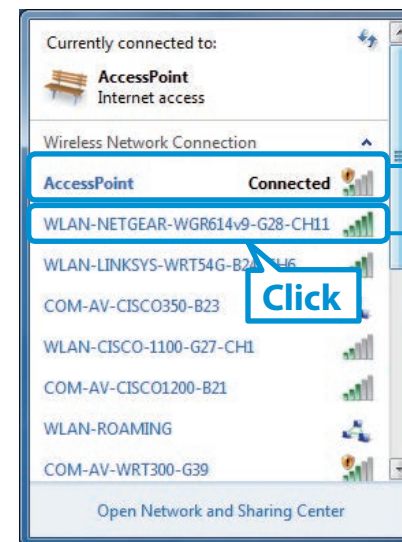 Currently connected to:
AccessPoint
Internet access
Wireless Network Connection
AccessPoint Connected
WLAN-NETGEAR-WGR614v9-G28-CH11
WLAN-LINKSYS-WRT54G-B24-CH6
Click
COM-AV-CISCO350-B23
WLAN-CISCO-1100-G27-CH1
COM-AV-CISCO1200-B21
WLAN-ROAMING
COM-AV-WRT300-G39
Open Network and Sharing Center